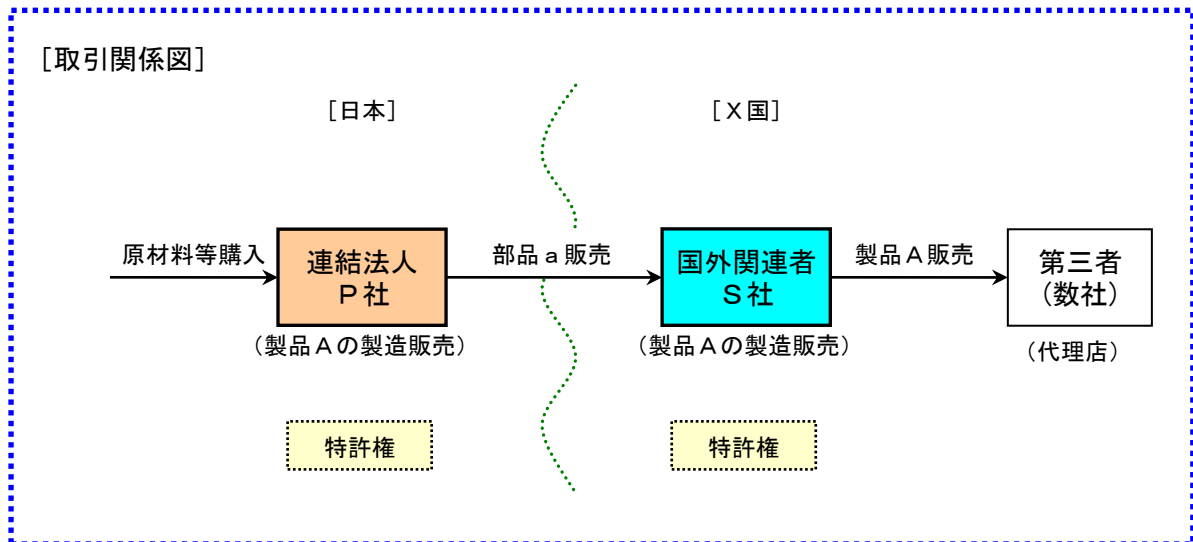 ［取引関係図］
［日本］
［Ｘ国］
原材料等購入
連結法人
Ｐ社
（製品Ａの製造販売）
部品ａ販売
国外関連者
Ｓ社
（製品Ａの製造販売）
製品Ａ販売
第三者
（数社）
（代理店）
特許権
特許権